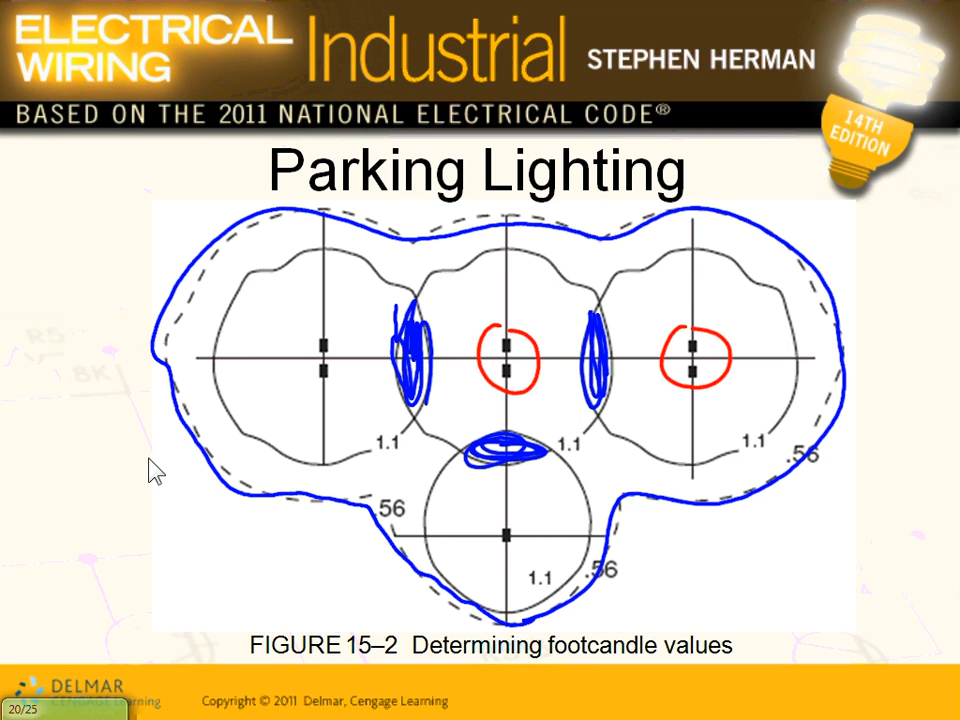 ELECTRICAL
WIRING
Industrial
STEPHEN HERMAN
BASED ON THE 2011 NATIONAL ELECTRICAL CODE®
14TH
EDITION
Parking Lighting
1.1
1.1
1.1
.56
.56
1.1
.56
FIGURE 15–2 Determining footcandle values
R5
8K
DELMAR
CENGAGE Learning
Copyright © 2011 Delmar, Cengage Learning
20/25